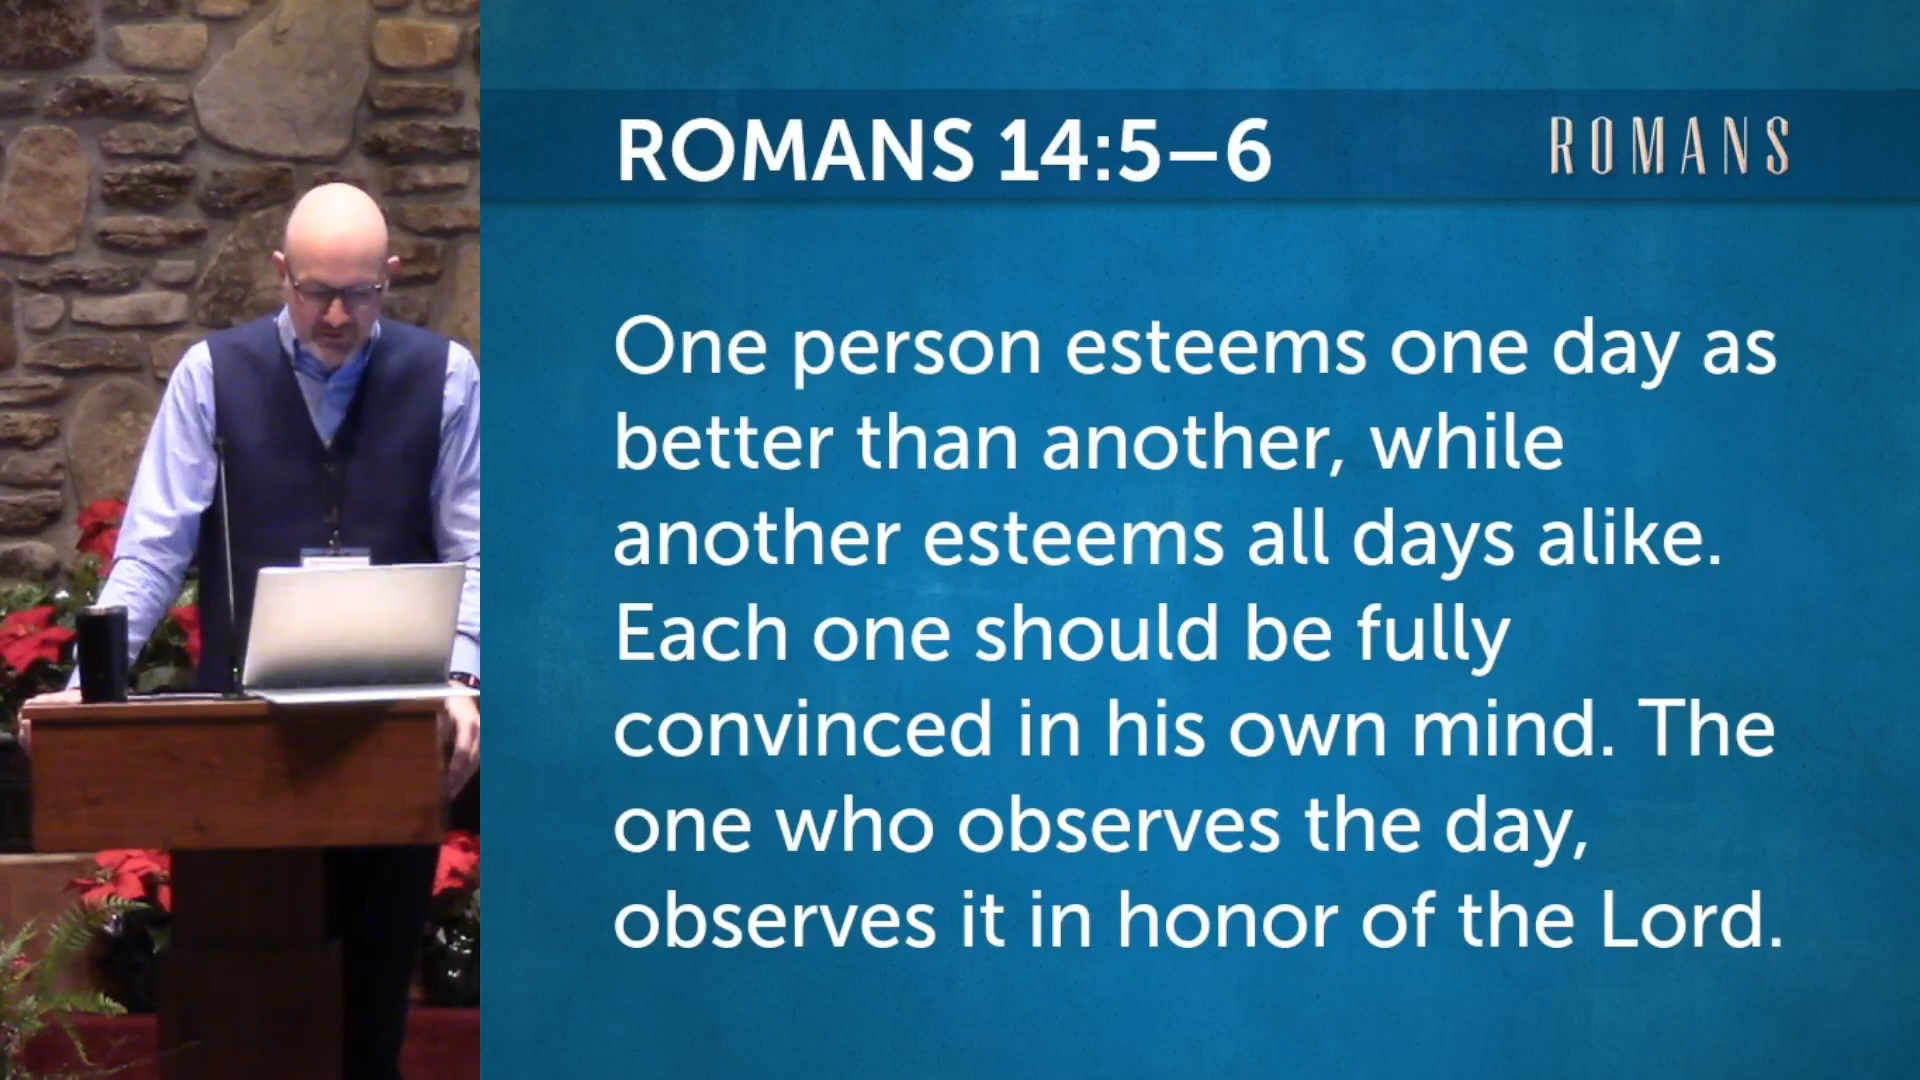 ROMANS 14:5–6
ROMANS
One person esteems one day as
better than another, while
another esteems all days alike.
Each one should be fully
convinced in his own mind. The
one who observes the day,
observes it in honor of the Lord.